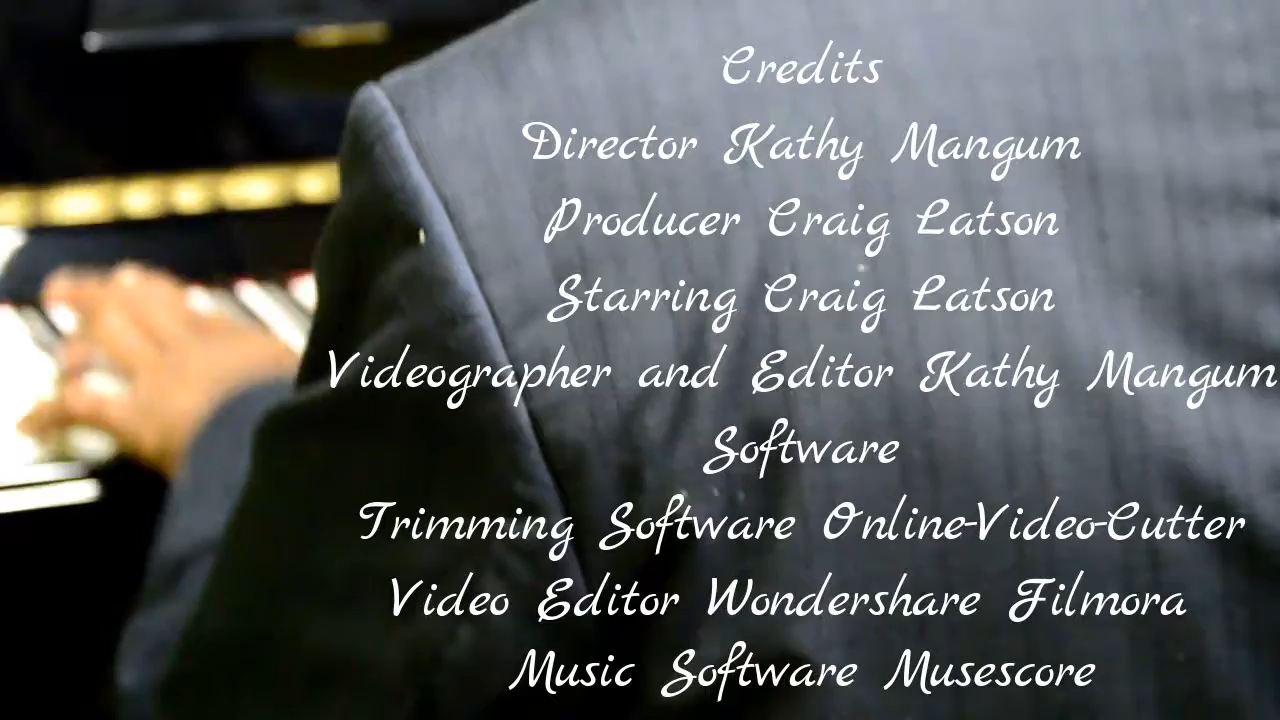 Credits
Director Kathy Mangum
Producer Craig Latson
Starring Craig Latson
Videographer and Editor Kathy Mangum
Software
Trimming Software Online-Video-Cutter
Video Editor Wondershare Filmora
Music Software Musescore